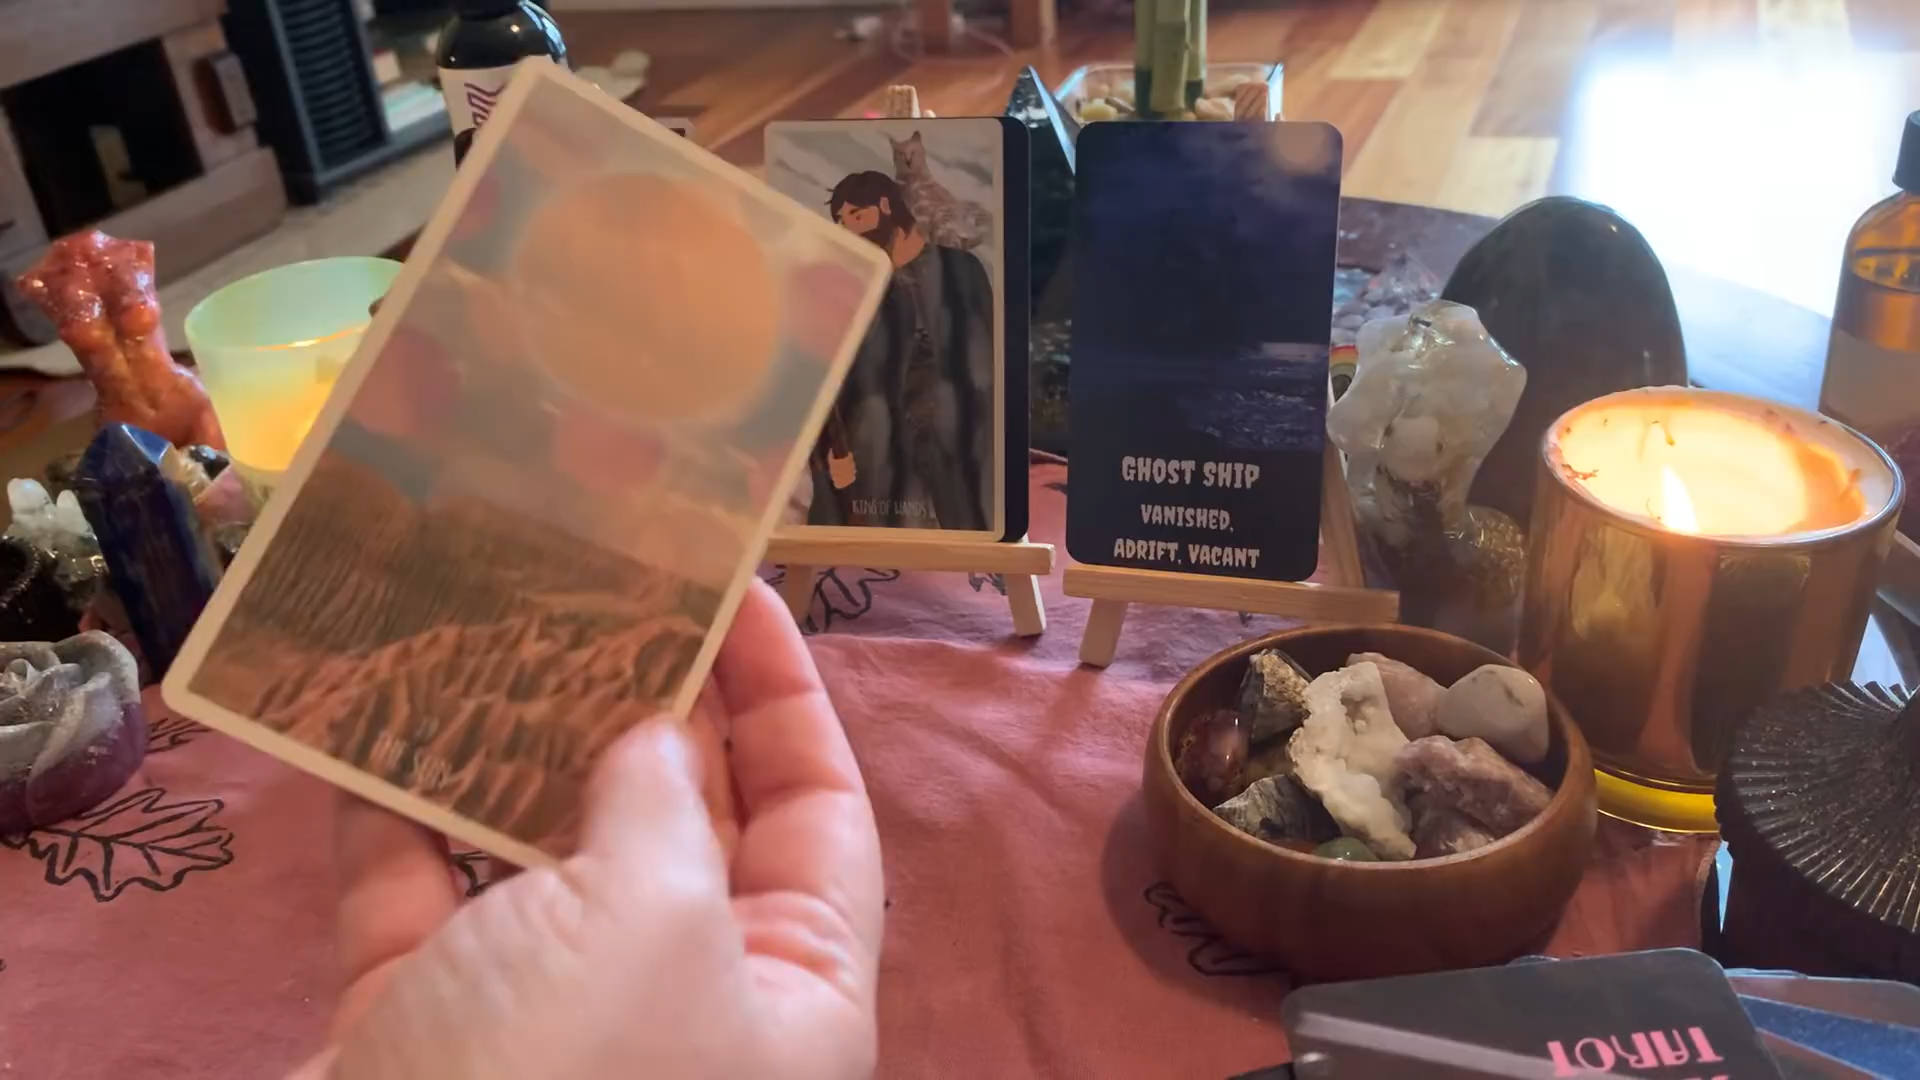 KING OF WANDS
GHOST SHIP
VANISHED,
ADRIFT, VACANT
THE SUN
TAROT